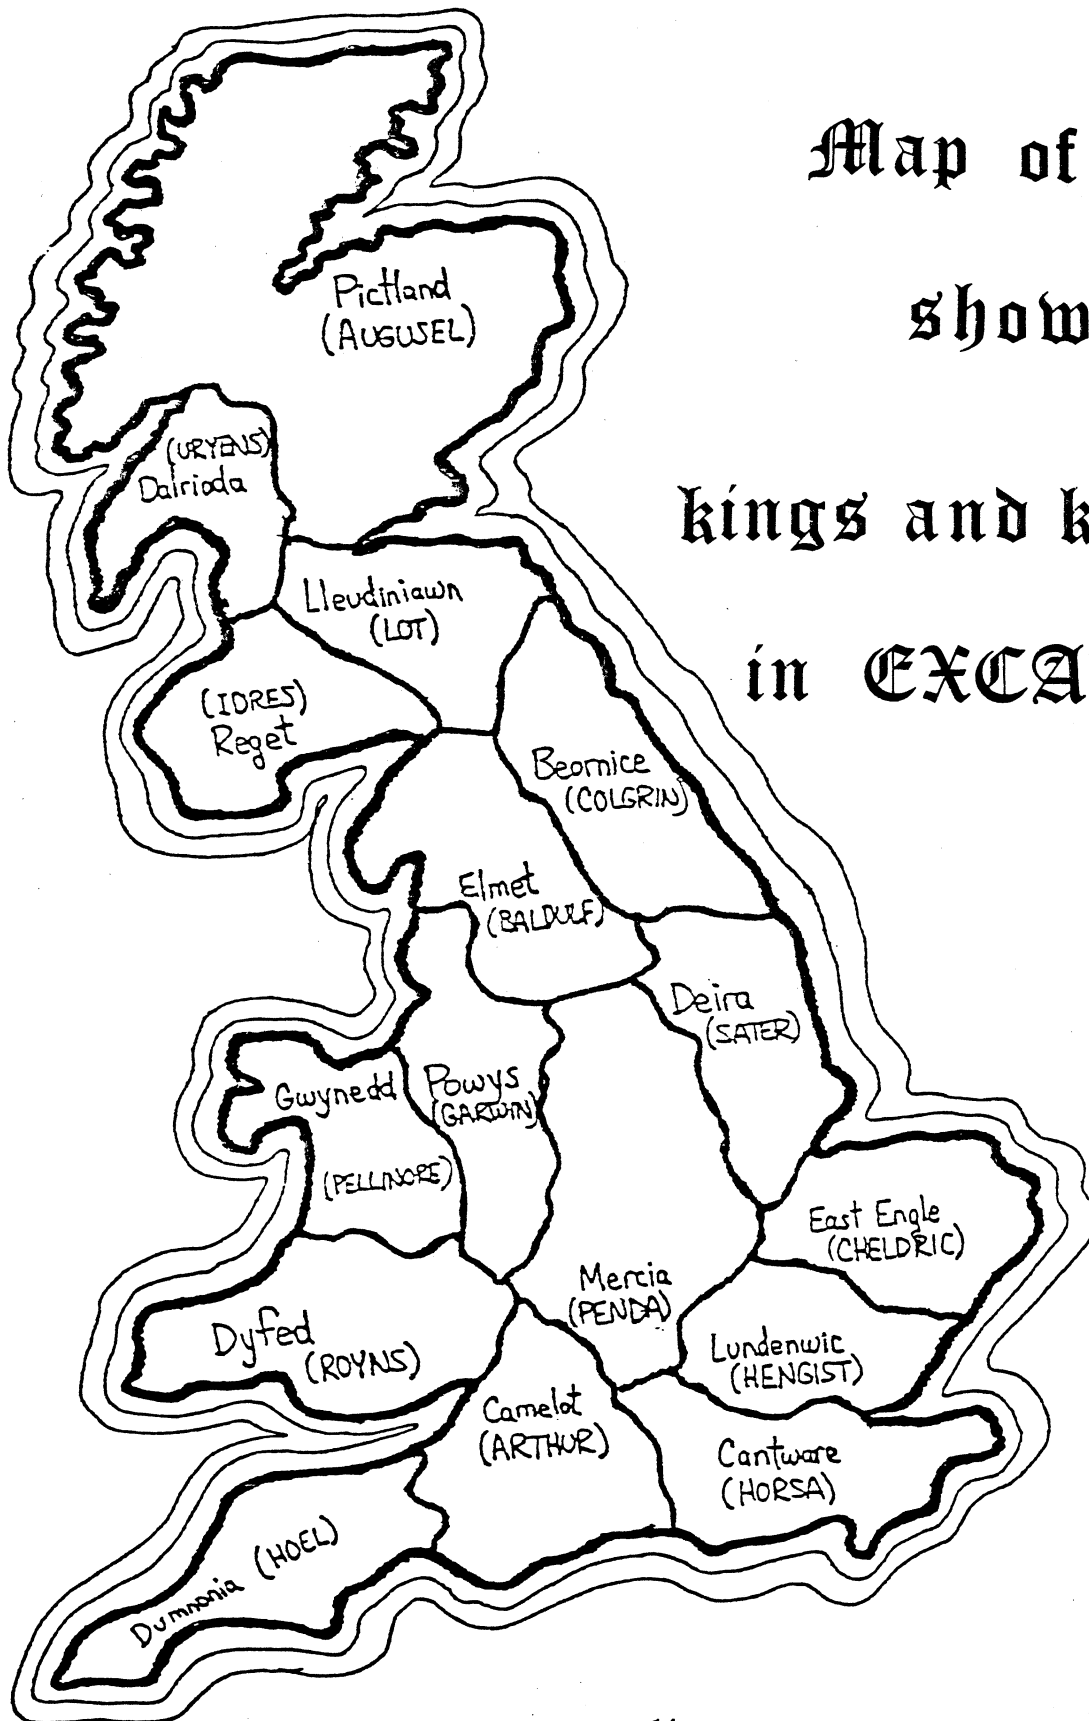 Map of
show
kings and k
in EXCA
Pictland
(AUGUSEL)
(URYENS)
Dalriada
Lleudiniawn
(LOT)
(IDRES)
Reget
Beornice
(COLGRIN)
Elmet
(BALDULF)
Deira
(SATER)
Gwynedd
(PELLINORE)
Powys
(GARWIN)
East Engle
(CHELDRIC)
Mercia
(PENDA)
Dyfed
(ROYNS)
Lundenwic
(HENGIST)
Camelot
(ARTHUR)
Cantware
(HORSA)
Dumnonia (HOEL)